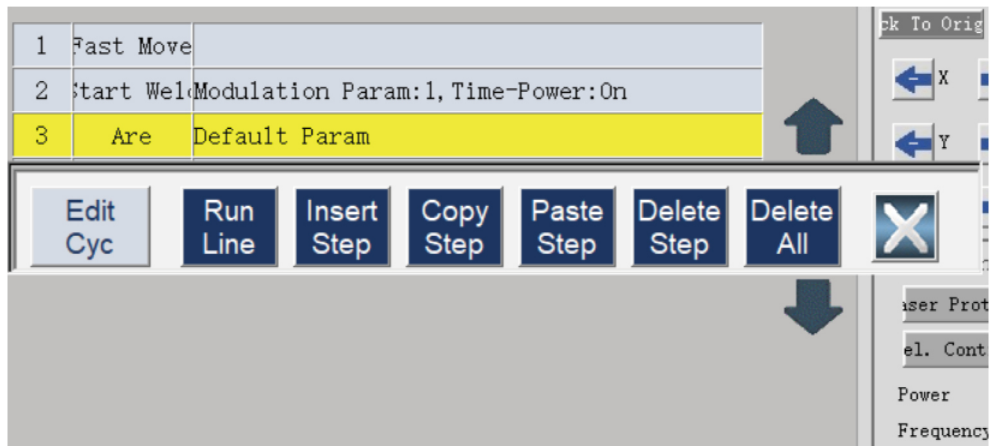 ck To Orig
1 Fast Move
X
2 Start Wel Modulation Param:1,Time-Power:On
3 Are Default Param
Y
Edit Cyc
Run Line
Insert Step
Copy Step
Paste Step
Delete Step
Delete All
X
aser Prot
el. Cont
Power
Frequency